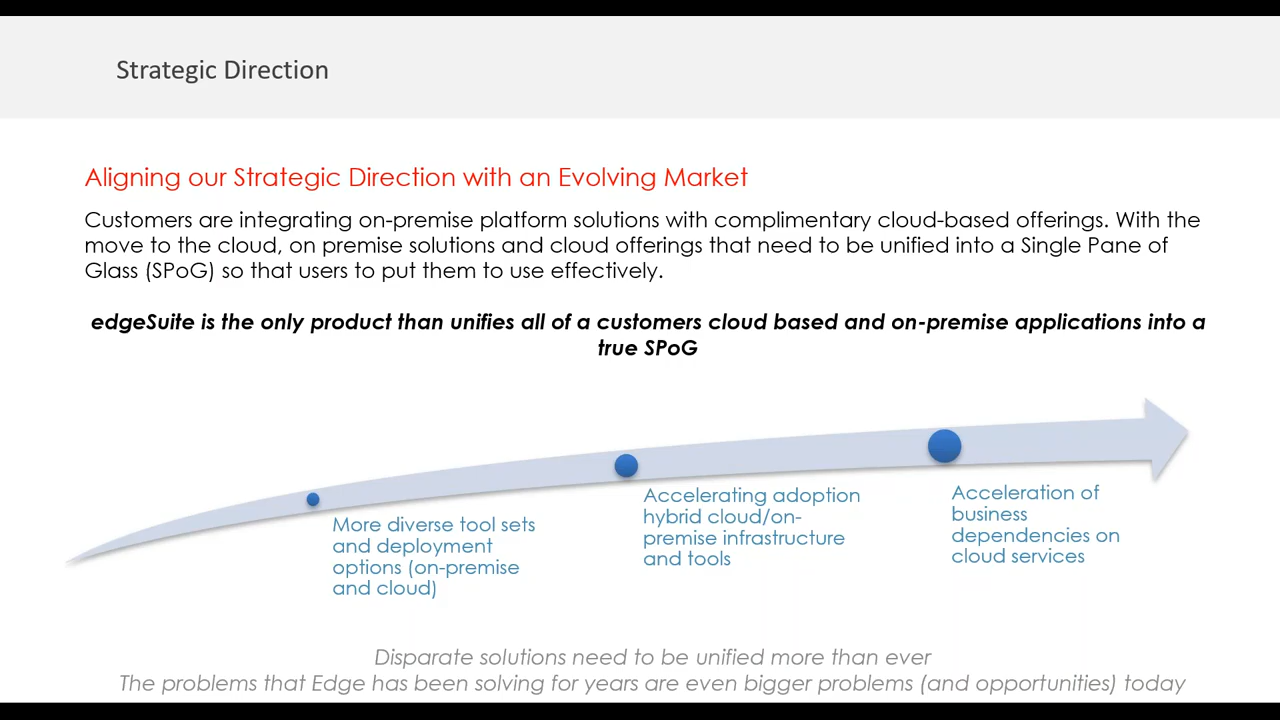 Strategic Direction
Aligning our Strategic Direction with an Evolving Market
Customers are integrating on-premise platform solutions with complimentary cloud-based offerings. With the
move to the cloud, on premise solutions and cloud offerings that need to be unified into a Single Pane of
Glass (SPoG) so that users to put them to use effectively.
edgeSuite is the only product than unifies all of a customers cloud based and on-premise applications into a
true SPoG
More diverse tool sets
and deployment
options (on-premise
and cloud)
Accelerating adoption
hybrid cloud/on-
premise infrastructure
and tools
Acceleration of
business
dependencies on
cloud services
Disparate solutions need to be unified more than ever
The problems that Edge has been solving for years are even bigger problems (and opportunities) today